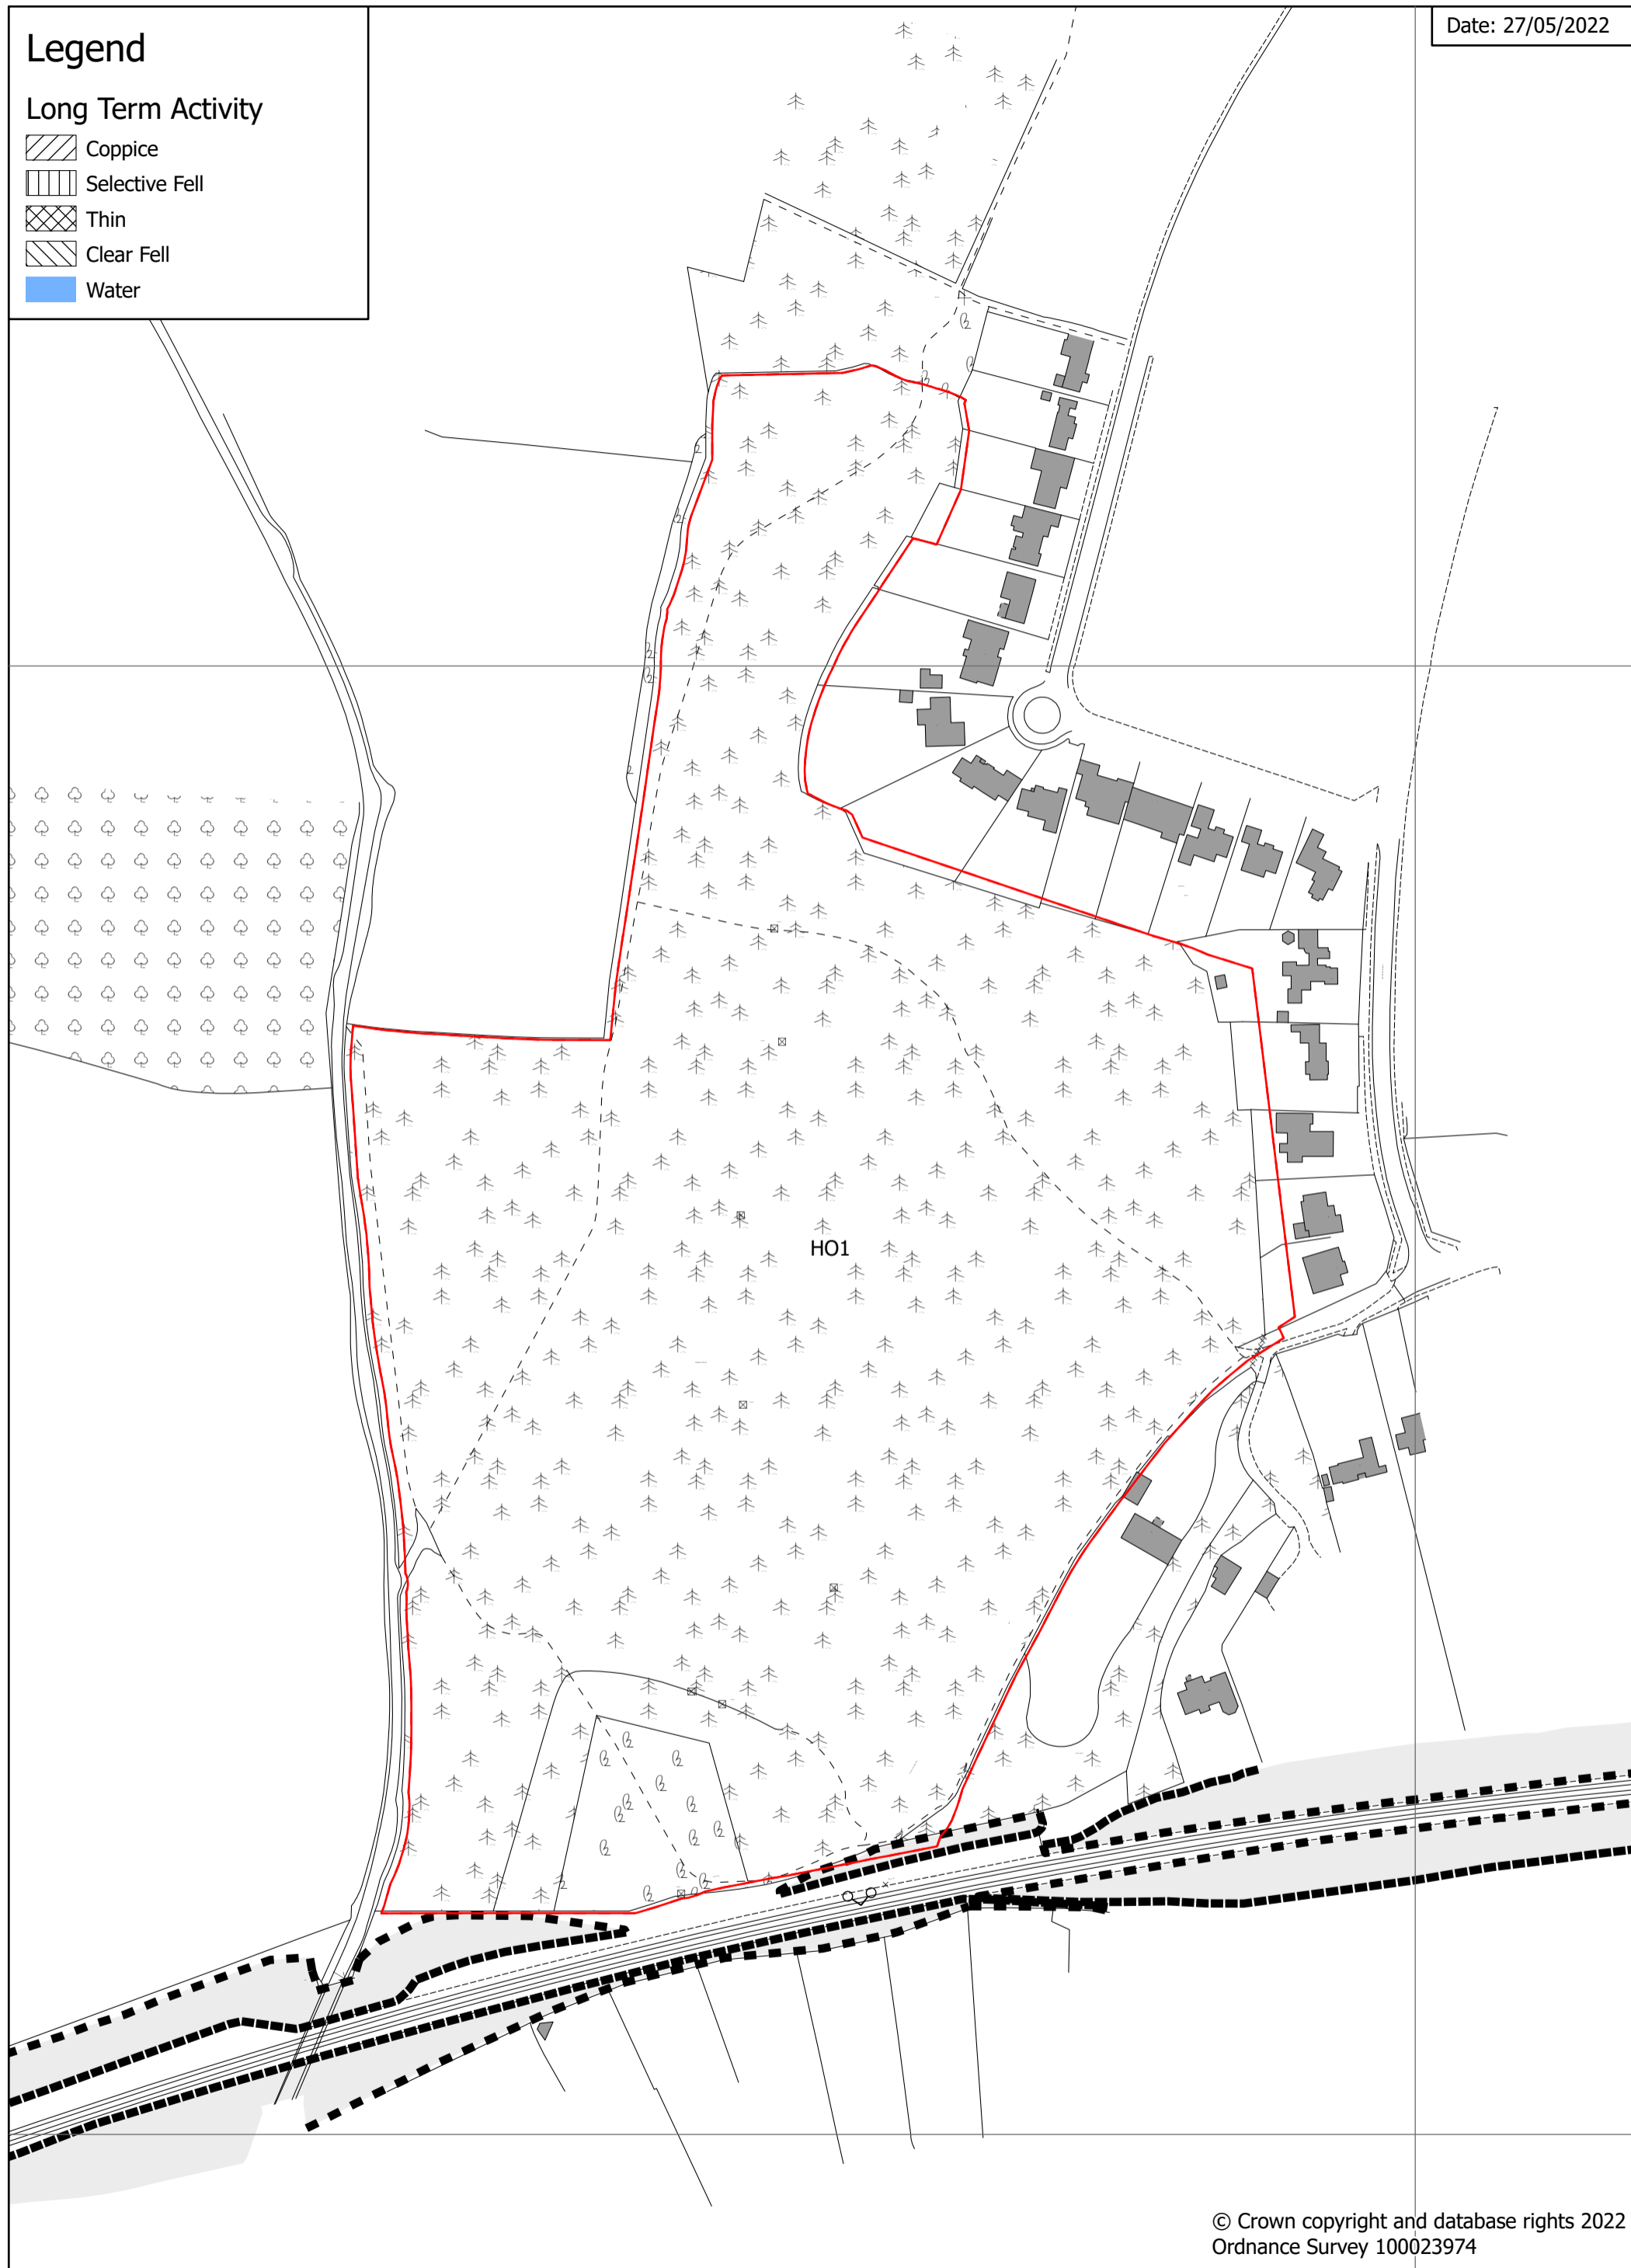 Legend
Long Term Activity
Coppice
Selective Fell
Thin
Clear Fell
Water
Date: 27/05/2022
HO1
© Crown copyright and database rights 2022
Ordnance Survey 100023974